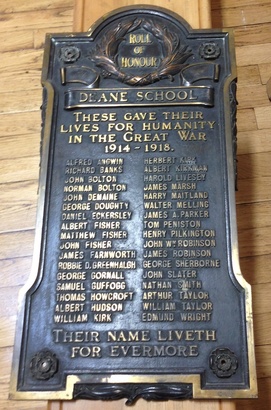 ROLL
OF
HONOUR
DEANE SCHOOL
THESE GAVE THEIR
LIVES FOR HUMANITY
IN THE GREAT WAR
1914 - 1918.
ALFRED ANGWIN
RICHARD BANKS
JOHN BOLTON
NORMAN BOLTON
JOHN DEMAINE
GEORGE DOUGHTY
DANIEL ECKERSLEY
ALBERT FISHER
MATTHEW FISHER
JOHN FISHER
JAMES FARNWORTH
ROBBIE D. GREENHALGH
GEORGE GORNALL
SAMUEL GUFFOGG
THOMAS HOWCROFT
ALBERT HUDSON
WILLIAM KIRK
HERBERT
ALBERT KIRKMAN
HAROLD LIVESEY
JAMES MARSH
HARRY MAITLAND
WALTER MELLING
JAMES A. PARKER
TOM PENISTON
HENRY PILKINGTON
JOHN WM ROBINSON
JAMES ROBINSON
GEORGE SHERBORNE
JOHN SLATER
NATHAN SMITH
ARTHUR TAYLOR
WILLIAM TAYLOR
EDMUND WRIGHT
THEIR NAME LIVETH
FOR EVERMORE